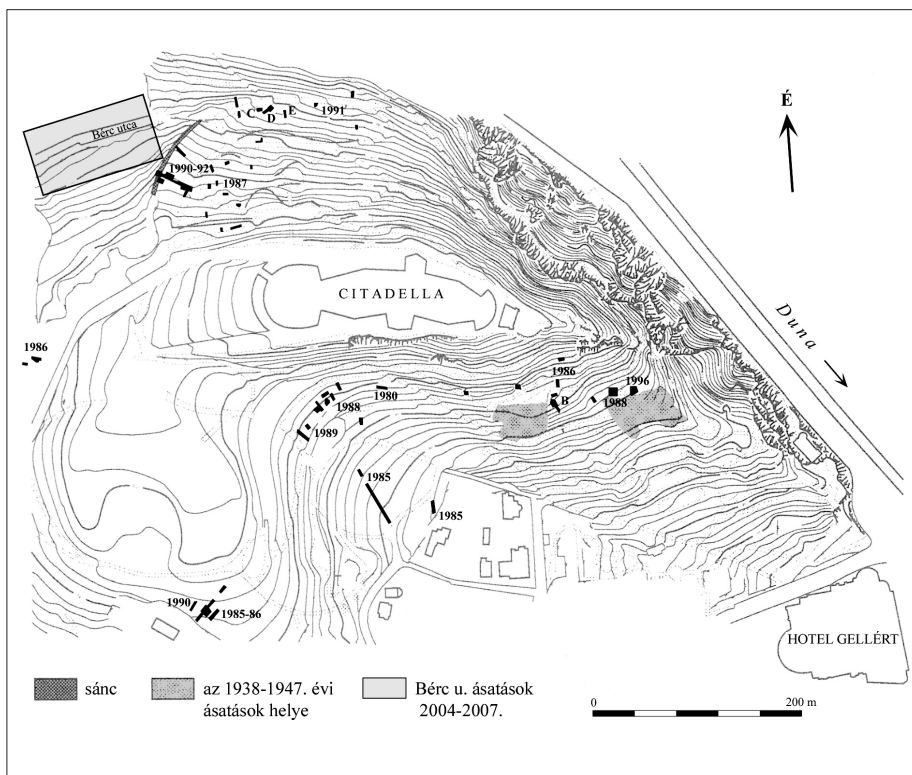 Bérc utca
C
D
E
1991
É
1990-92
1987
CITADELLA
Duna
1986
1986
1996
1980
1988
B
1988
1989
1985
1985
1990
1985-86
HOTEL GELLÉRT
sánc
az 1938-1947. évi
ásatások helye
Bérc u. ásatások
2004-2007.
0
200 m